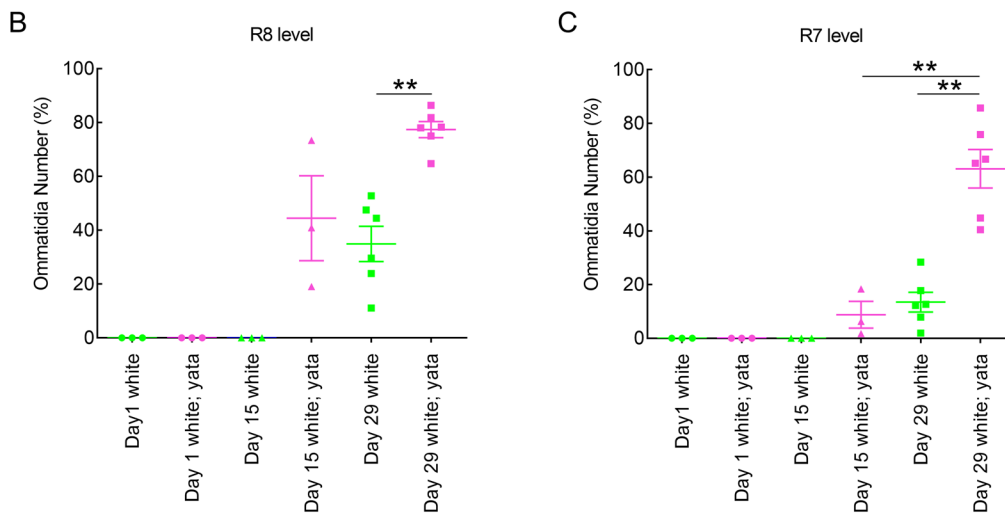 B
R8 level
Ommatidia Number (%)
100
80
60
40
20
0
**
Day1 white
Day 1 white; yata
Day 15 white
Day 15 white; yata
Day 29 white
Day 29 white; yata
C
R7 level
Ommatidia Number (%)
100
80
60
40
20
0
**
**
Day1 white
Day 1 white; yata
Day 15 white
Day 15 white; yata
Day 29 white
Day 29 white; yata